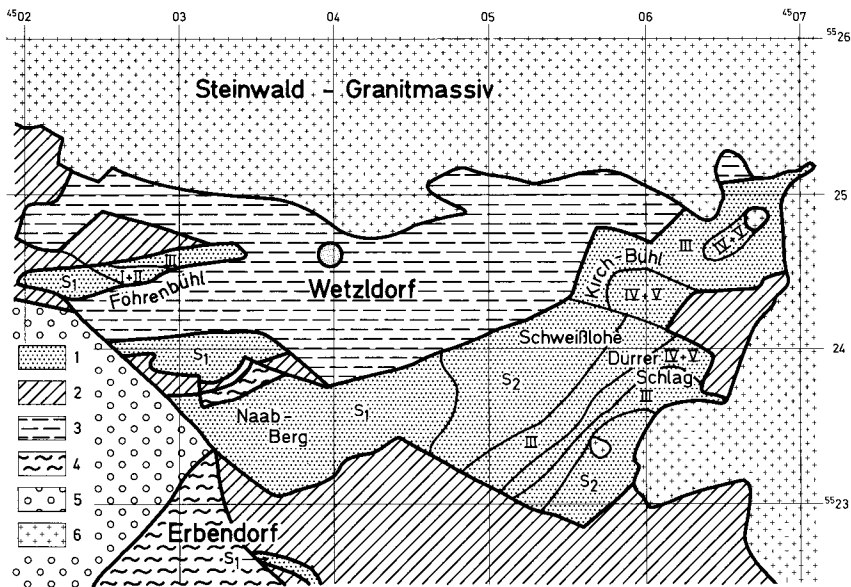 ⁴⁵02 03 04 05 06 ⁴⁵07
⁵⁵26
Steinwald - Granitmassiv
25
III
IV+V
III
I+II
S₁
Föhrenbühl
Wetzldorf
Kirch-Bühl
IV+V
24
Schweißlohe
1
S₁
Durrer IV+V
Schlag
S₂
III
2
Naab-
Berg
S₁
3
III
4
S₂
5
⁵⁵23
6
Erbendorf
S₁